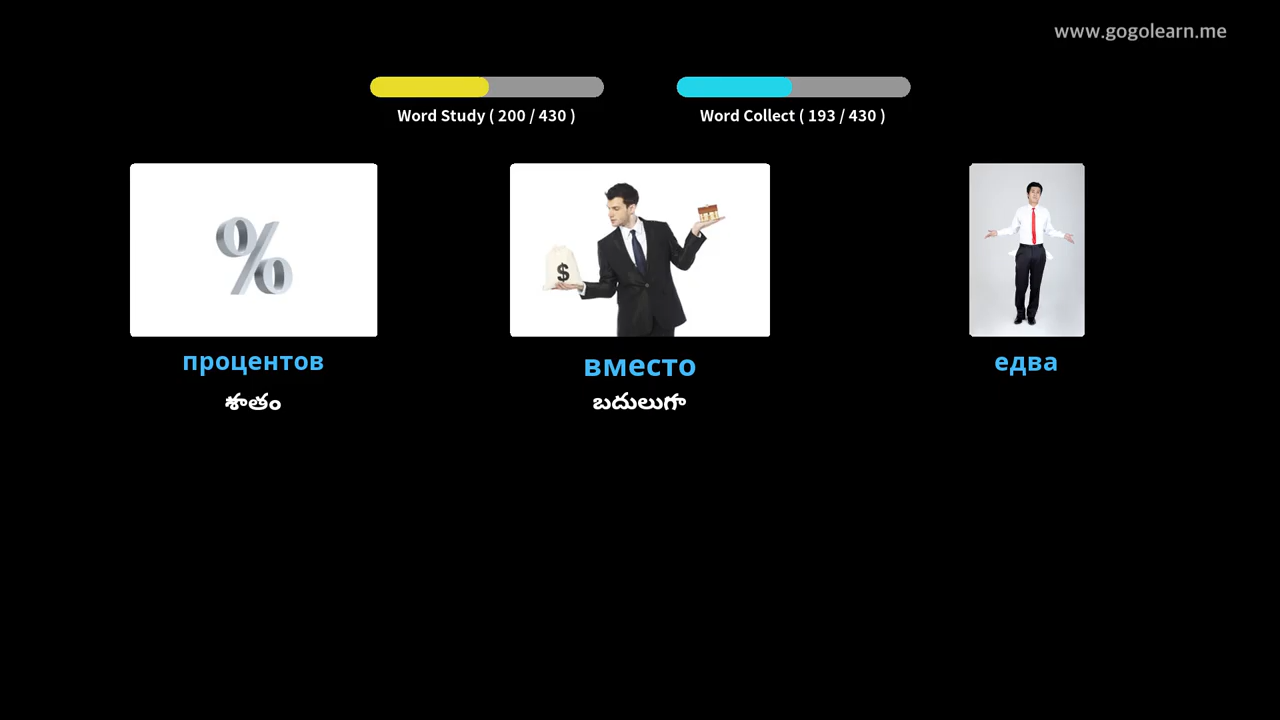 www.gogolearn.me
Word Study ( 200 / 430 )
Word Collect ( 193 / 430 )
процентов
вместо
едва
శాతం
బదులుగా
$
%